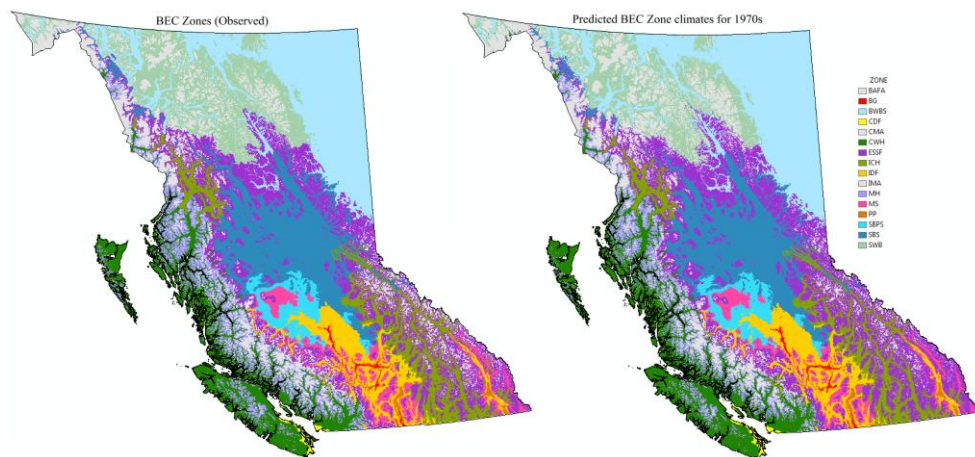 BEC Zones (Observed)
Predicted BEC Zone climates for 1970s
ZONE
BAFA
BG
BWBS
CDF
CMA
CWH
ESSF
ICH
IDF
IMA
MH
MS
PP
SBPS
SBS
SWB